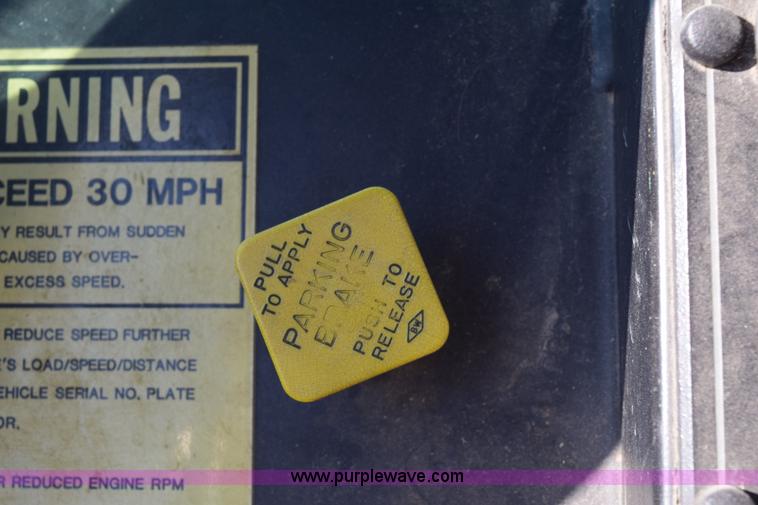 RNING
CEED 30 MPH
Y RESULT FROM SUDDEN
CAUSED BY OVER-
EXCESS SPEED.
REDUCE SPEED FURTHER
E'S LOAD/SPEED/DISTANCE
EHICLE SERIAL NO. PLATE
OR.
R REDUCED ENGINE RPM
PULL
TO APPLY
PARKING
BRAKE
PUSH TO
RELEASE
BW
www.purplewave.com